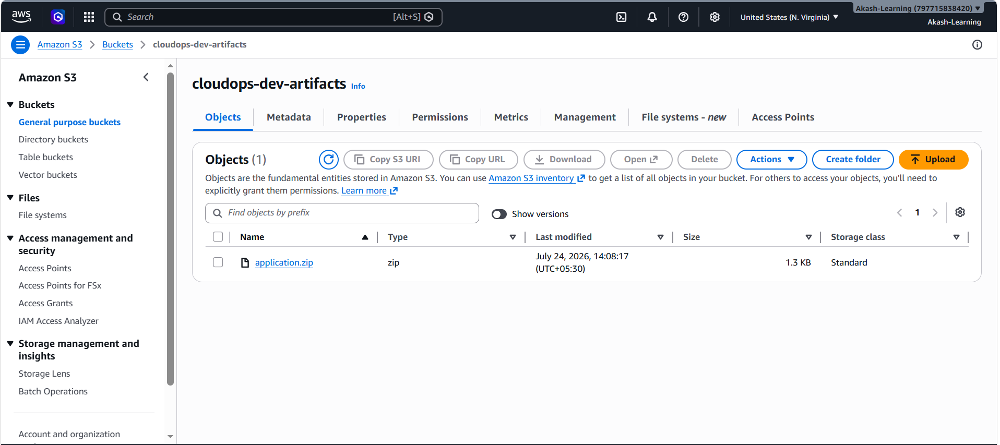 aws
Search [Alt+S]
United States (N. Virginia)
Akash-Learning (797715838420)
Akash-Learning
Amazon S3 Buckets cloudops-dev-artifacts
Amazon S3
Buckets
General purpose buckets
Directory buckets
Table buckets
Vector buckets
Files
File systems
Access management and
security
Access Points
Access Points for FSx
Access Grants
IAM Access Analyzer
Storage management and
insights
Storage Lens
Batch Operations
Account and organization
cloudops-dev-artifacts Info
Objects Metadata Properties Permissions Metrics Management File systems - new Access Points
Objects (1) Copy S3 URI Copy URL Download Open Delete Actions Create folder Upload
Objects are the fundamental entities stored in Amazon S3. You can use Amazon S3 inventory to get a list of all objects in your bucket. For others to access your objects, you'll need to
explicitly grant them permissions. Learn more
Find objects by prefix Show versions 1
Name Type Last modified Size Storage class
application.zip zip July 24, 2026, 14:08:17 1.3 KB Standard
(UTC+05:30)